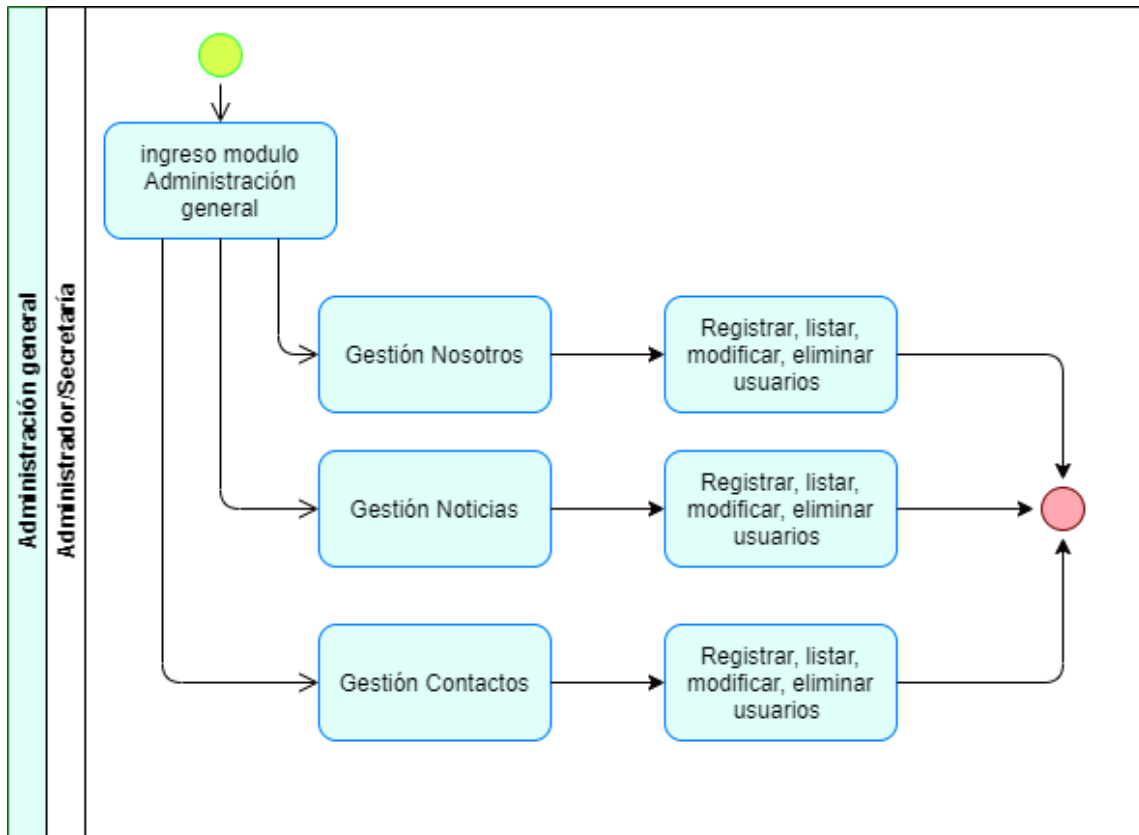 Administración general
Administrador/Secretaría
ingreso modulo
Administración
general
Gestión Nosotros
Registrar, listar,
modificar, eliminar
usuarios
Gestión Noticias
Registrar, listar,
modificar, eliminar
usuarios
Gestión Contactos
Registrar, listar,
modificar, eliminar
usuarios